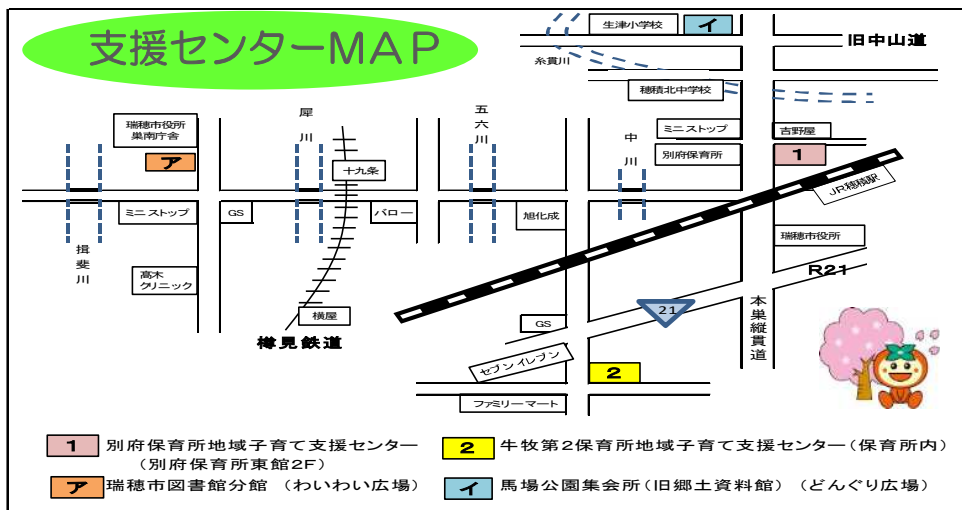 支援センターMAP
生津小学校
イ
旧中山道
糸貫川
穂積北中学校
瑞穂市役所
巣南庁舎
犀川
五六川
中川
ミニストップ
吉野屋
ア
十九条
別府保育所
1
JR穂積駅
ミニストップ
GS
バロー
旭化成
瑞穂市役所
揖斐川
高木
クリニック
R21
横屋
GS
21
本巣縦貫道
樽見鉄道
セブンイレブン
2
ファミリーマート
1 別府保育所地域子育て支援センター
(別府保育所東館2F)
2 牛牧第2保育所地域子育て支援センター(保育所内)
ア 瑞穂市図書館分館 (わいわい広場)
イ 馬場公園集会所(旧郷土資料館) (どんぐり広場)